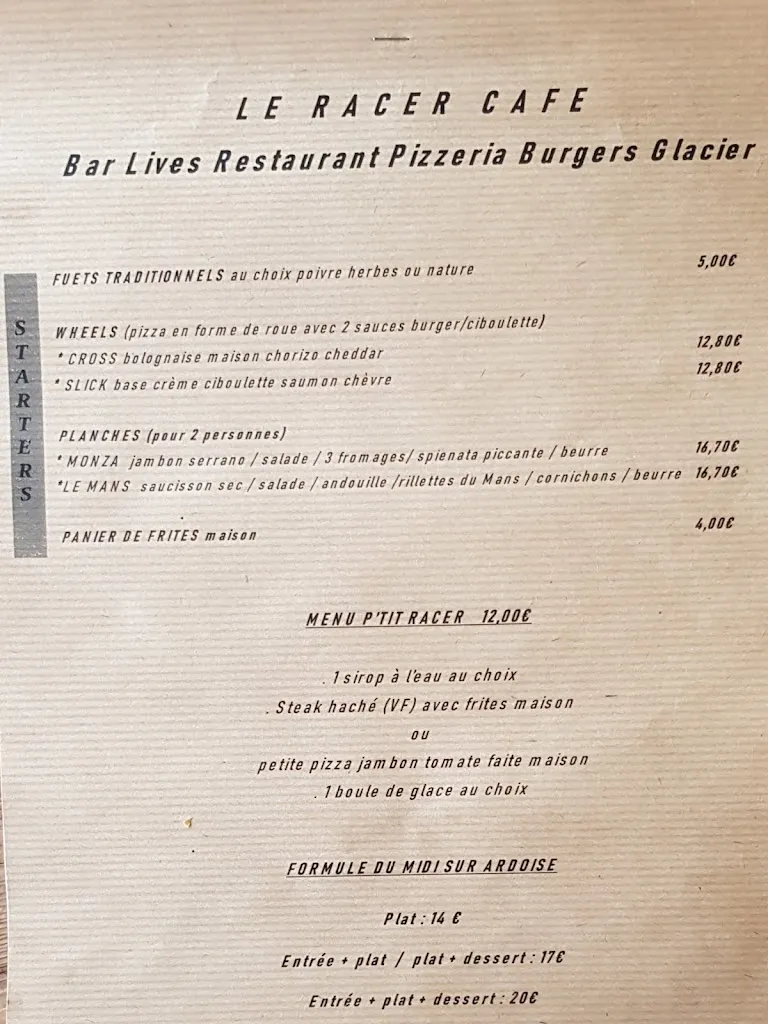 LE RACER CAFE
Bar Lives Restaurant Pizzeria Burgers Glacier
STARTERS
FUETS TRADITIONNELS au choix poivre herbes ou nature 5,00€
WHEELS (pizza en forme de roue avec 2 sauces burger/ciboulette)
* CROSS bolognaise maison chorizo cheddar 12,80€
* SLICK base crème ciboulette saumon chèvre 12,80€
PLANCHES (pour 2 personnes)
* MONZA jambon serrano / salade / 3 fromages/ spienata piccante / beurre 16,70€
*LE MANS saucisson sec / salade / andouille /rillettes du Mans / cornichons / beurre 16,70€
PANIER DE FRITES maison 4,00€
MENU P'TIT RACER 12,00€
. 1 sirop à l'eau au choix
. Steak haché (VF) avec frites maison
ou
petite pizza jambon tomate faite maison
. 1 boule de glace au choix
FORMULE DU MIDI SUR ARDOISE
Plat : 14 €
Entrée + plat / plat + dessert : 17€
Entrée + plat + dessert : 20€